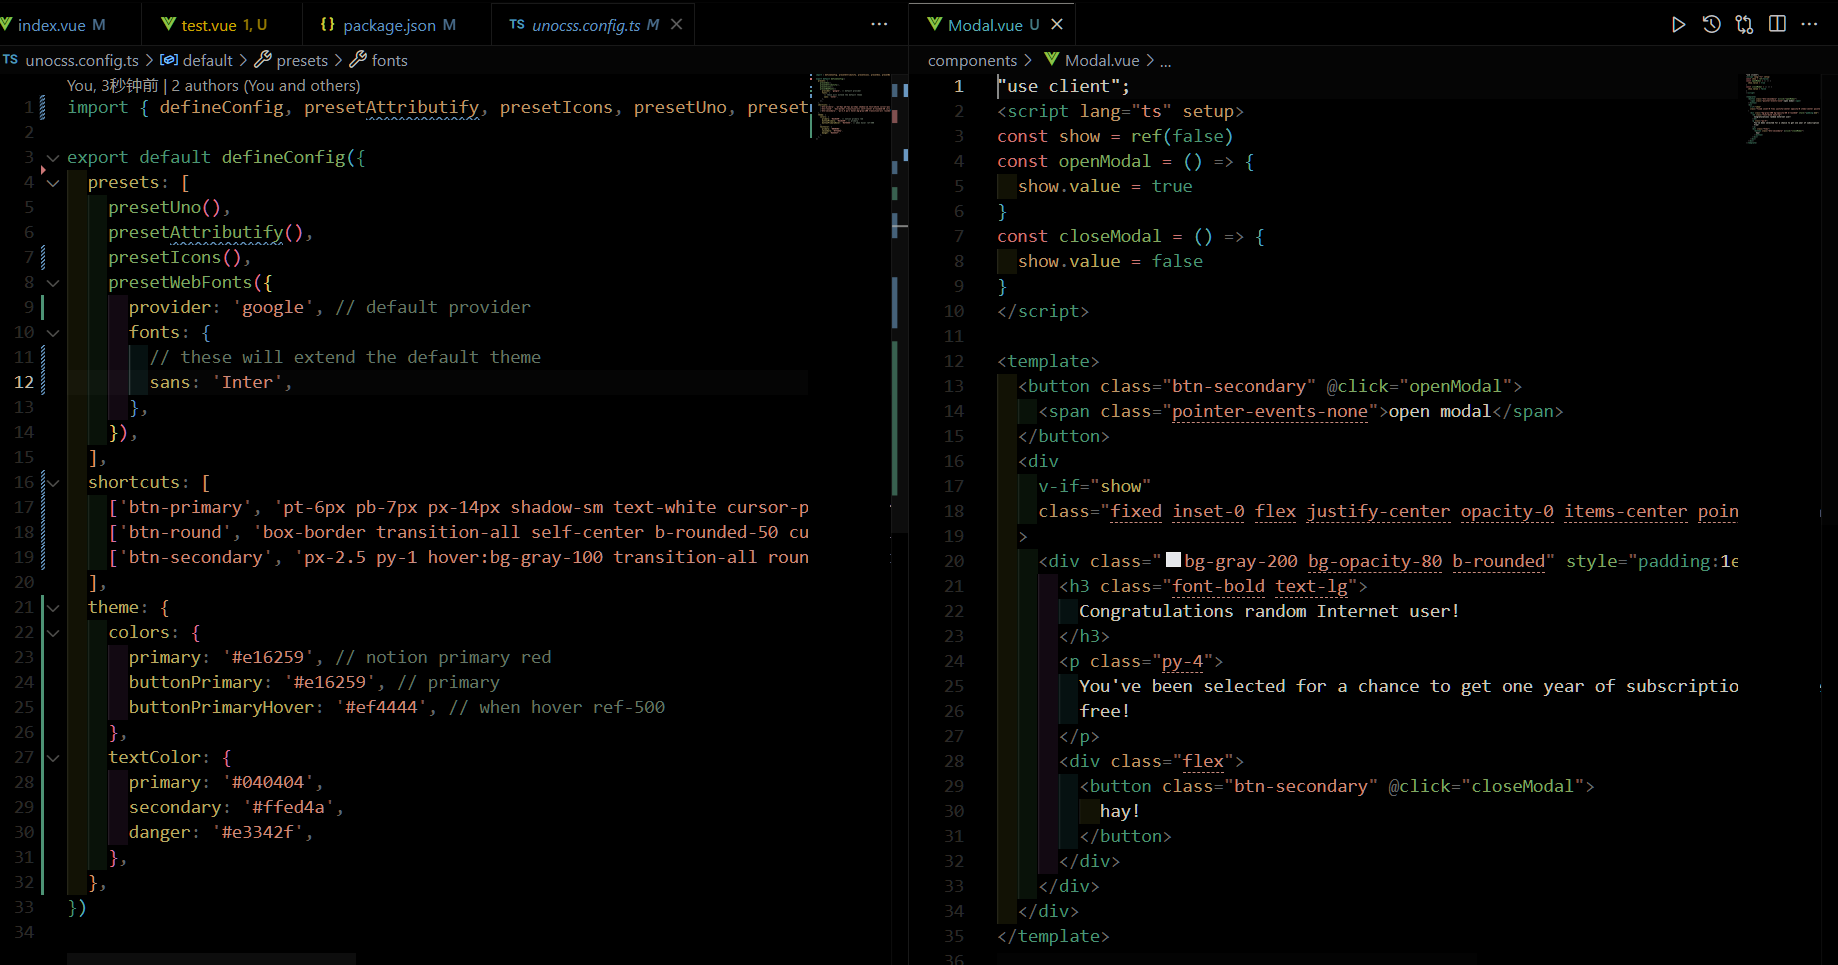 index.vue M
test.vue 1, U
{} package.json M
TS unocss.config.ts M
TS unocss.config.ts > default > presets > fonts
You, 3秒钟前 | 2 authors (You and others)
1 import { defineConfig, presetAttributify, presetIcons, presetUno, preset
2
3 export default defineConfig({
4 presets: [
5 presetUno(),
6 presetAttributify(),
7 presetIcons(),
8 presetWebFonts({
9 provider: 'google', // default provider
10 fonts: {
11 // these will extend the default theme
12 sans: 'Inter',
13 },
14 }),
15 ],
16 shortcuts: [
17 ['btn-primary', 'pt-6px pb-7px px-14px shadow-sm text-white cursor-p
18 ['btn-round', 'box-border transition-all self-center b-rounded-50 cu
19 ['btn-secondary', 'px-2.5 py-1 hover:bg-gray-100 transition-all roun
20 ],
21 theme: {
22 colors: {
23 primary: '#e16259', // notion primary red
24 buttonPrimary: '#e16259', // primary
25 buttonPrimaryHover: '#ef4444', // when hover ref-500
26 },
27 textColor: {
28 primary: '#040404',
29 secondary: '#ffed4a',
30 danger: '#e3342f',
31 },
32 },
33 })
34
Modal.vue U
components > Modal.vue > ...
1 "use client";
2 <script lang="ts" setup>
3 const show = ref(false)
4 const openModal = () => {
5 show.value = true
6 }
7 const closeModal = () => {
8 show.value = false
9 }
10 </script>
11
12 <template>
13 <button class="btn-secondary" @click="openModal">
14 <span class="pointer-events-none">open modal</span>
15 </button>
16 <div
17 v-if="show"
18 class="fixed inset-0 flex justify-center opacity-0 items-center poin
19 >
20 <div class="bg-gray-200 bg-opacity-80 b-rounded" style="padding:1e
21 <h3 class="font-bold text-lg">
22 Congratulations random Internet user!
23 </h3>
24 <p class="py-4">
25 You've been selected for a chance to get one year of subscriptio
26 free!
27 </p>
28 <div class="flex">
29 <button class="btn-secondary" @click="closeModal">
30 hay!
31 </button>
32 </div>
33 </div>
34 </div>
35 </template>
36